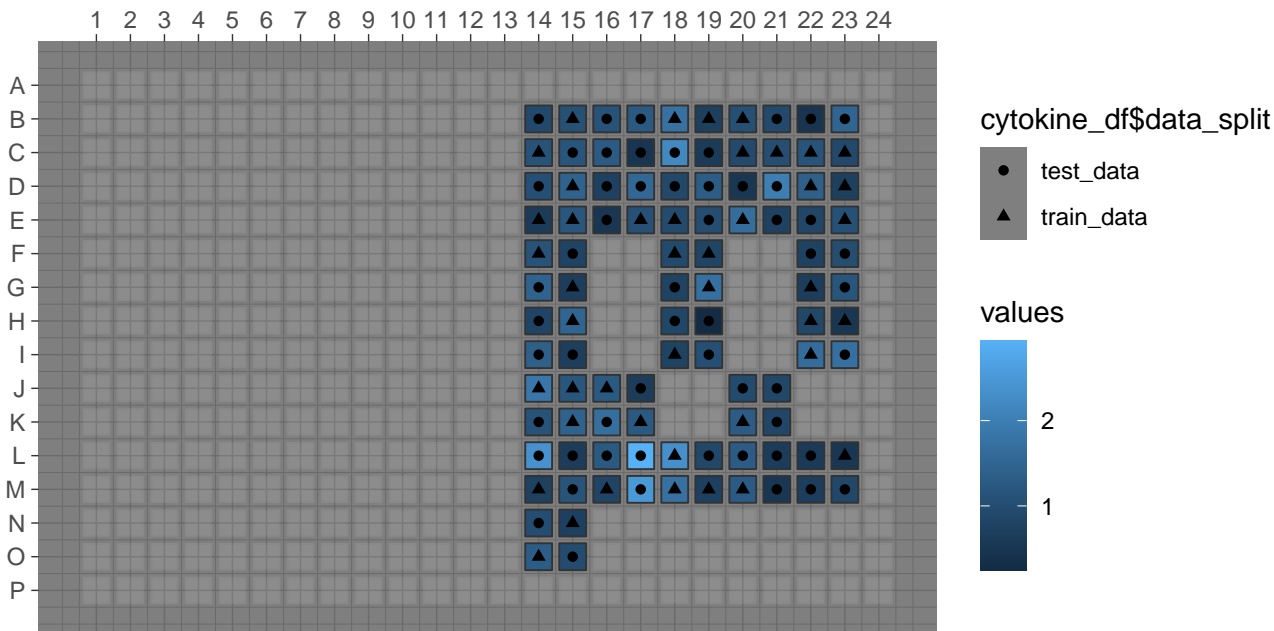 1 2 3 4 5 6 7 8 9 10 11 12 13 14 15 16 17 18 19 20 21 22 23 24
A
B
C
D
E
F
G
H
I
J
K
L
M
N
O
P
cytokine_df$data_split
test_data
train_data
values
2
1